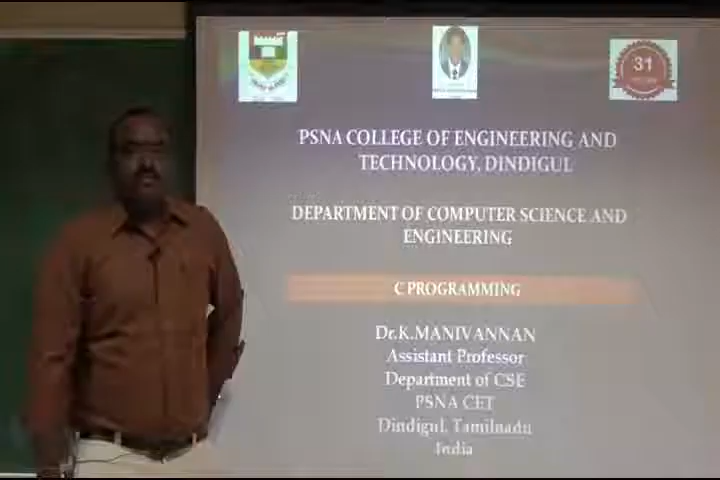 31
PSNA COLLEGE OF ENGINEERING AND
TECHNOLOGY, DINDIGUL
DEPARTMENT OF COMPUTER SCIENCE AND
ENGINEERING
C PROGRAMMING
Dr.K.MANIVANNAN
Assistant Professor
Department of CSE
PSNA CET
Dindigul, Tamilnadu
India